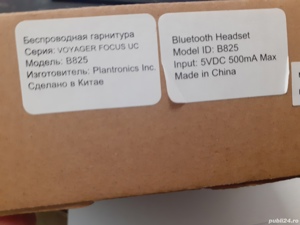 Беспроводная гарнитура
Серия: VOYAGER FOCUS UC
Модель: B825
Изготовитель: Plantronics Inc.
Сделано в Китае
Bluetooth Headset
Model ID: B825
Input: 5VDC 500mA Max
Made in China
publi24.ro